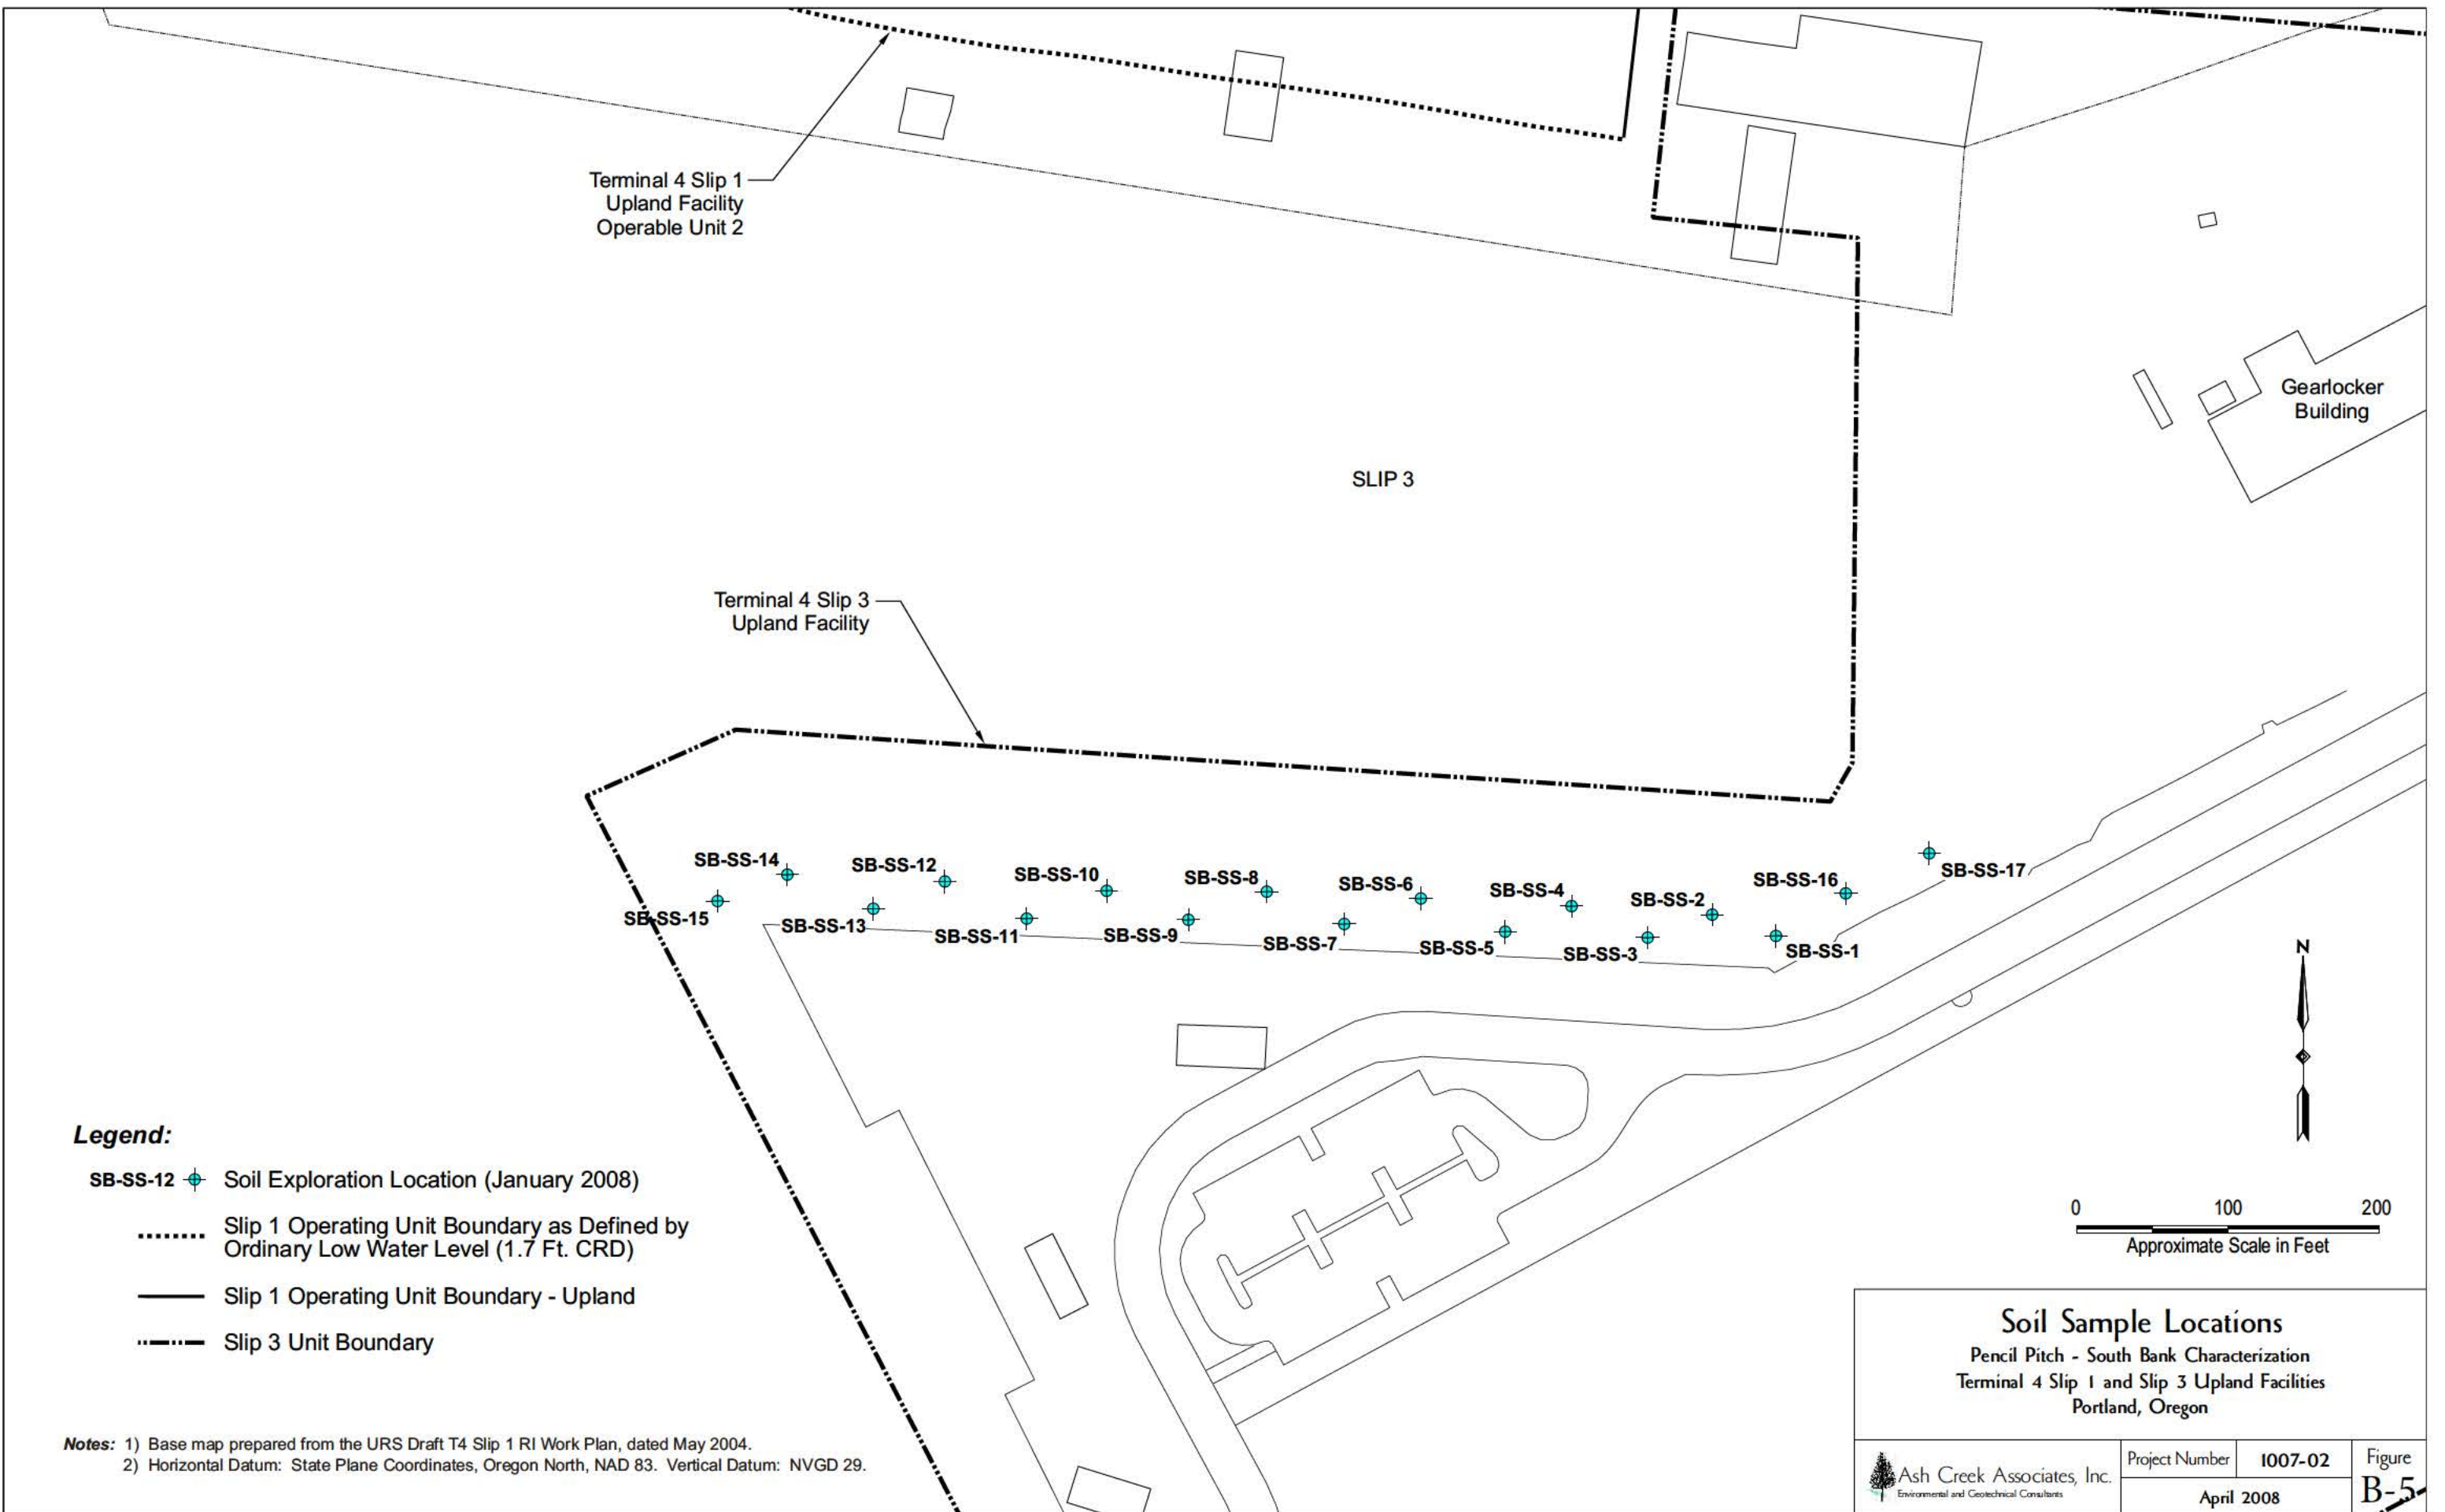 Terminal 4 Slip 1
Upland Facility
Operable Unit 2
Gearlocker
Building
SLIP 3
Terminal 4 Slip 3
Upland Facility
SB-SS-14
SB-SS-12
SB-SS-10
SB-SS-8
SB-SS-6
SB-SS-4
SB-SS-2
SB-SS-16
SB-SS-17
SB-SS-15
SB-SS-13
SB-SS-11
SB-SS-9
SB-SS-7
SB-SS-5
SB-SS-3
SB-SS-1
N
Legend:
SB-SS-12 Soil Exploration Location (January 2008)
Slip 1 Operating Unit Boundary as Defined by
Ordinary Low Water Level (1.7 Ft. CRD)
Slip 1 Operating Unit Boundary - Upland
Slip 3 Unit Boundary
0 100 200
Approximate Scale in Feet
Notes: 1) Base map prepared from the URS Draft T4 Slip 1 RI Work Plan, dated May 2004.
2) Horizontal Datum: State Plane Coordinates, Oregon North, NAD 83. Vertical Datum: NVGD 29.
Soil Sample Locations
Pencil Pitch - South Bank Characterization
Terminal 4 Slip 1 and Slip 3 Upland Facilities
Portland, Oregon
Ash Creek Associates, Inc.
Environmental and Geotechnical Consultants
Project Number 1007-02
April 2008
Figure
B-5